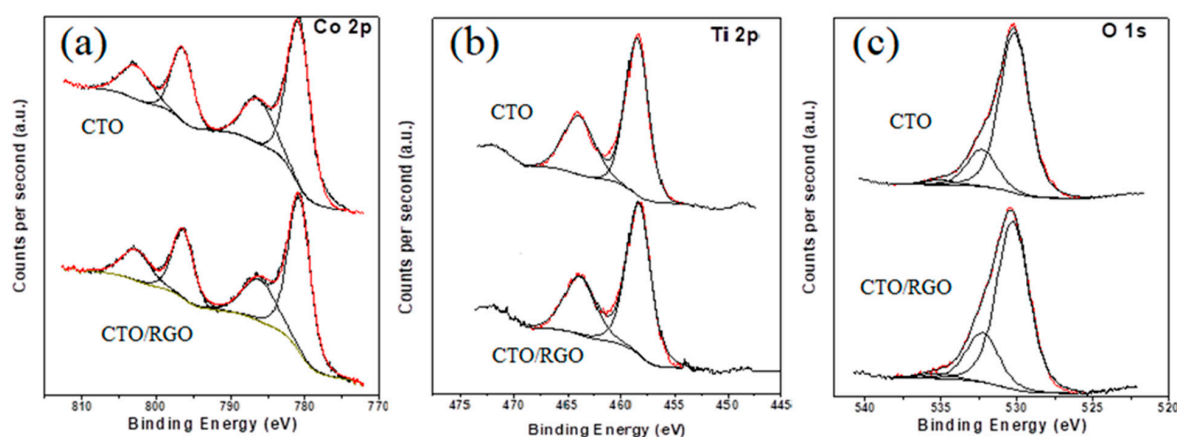 (a)
Co 2p
CTO
CTO/RGO
Counts per second (a.u.)
810 800 790 780 770
Binding Energy (eV)
(b)
Ti 2p
CTO
CTO/RGO
Counts per second (a.u.)
475 470 465 460 455 450 445
Binding Energy (eV)
(c)
O 1s
CTO
CTO/RGO
Counts per second (a.u.)
540 535 530 525 520
Binding Energy (eV)